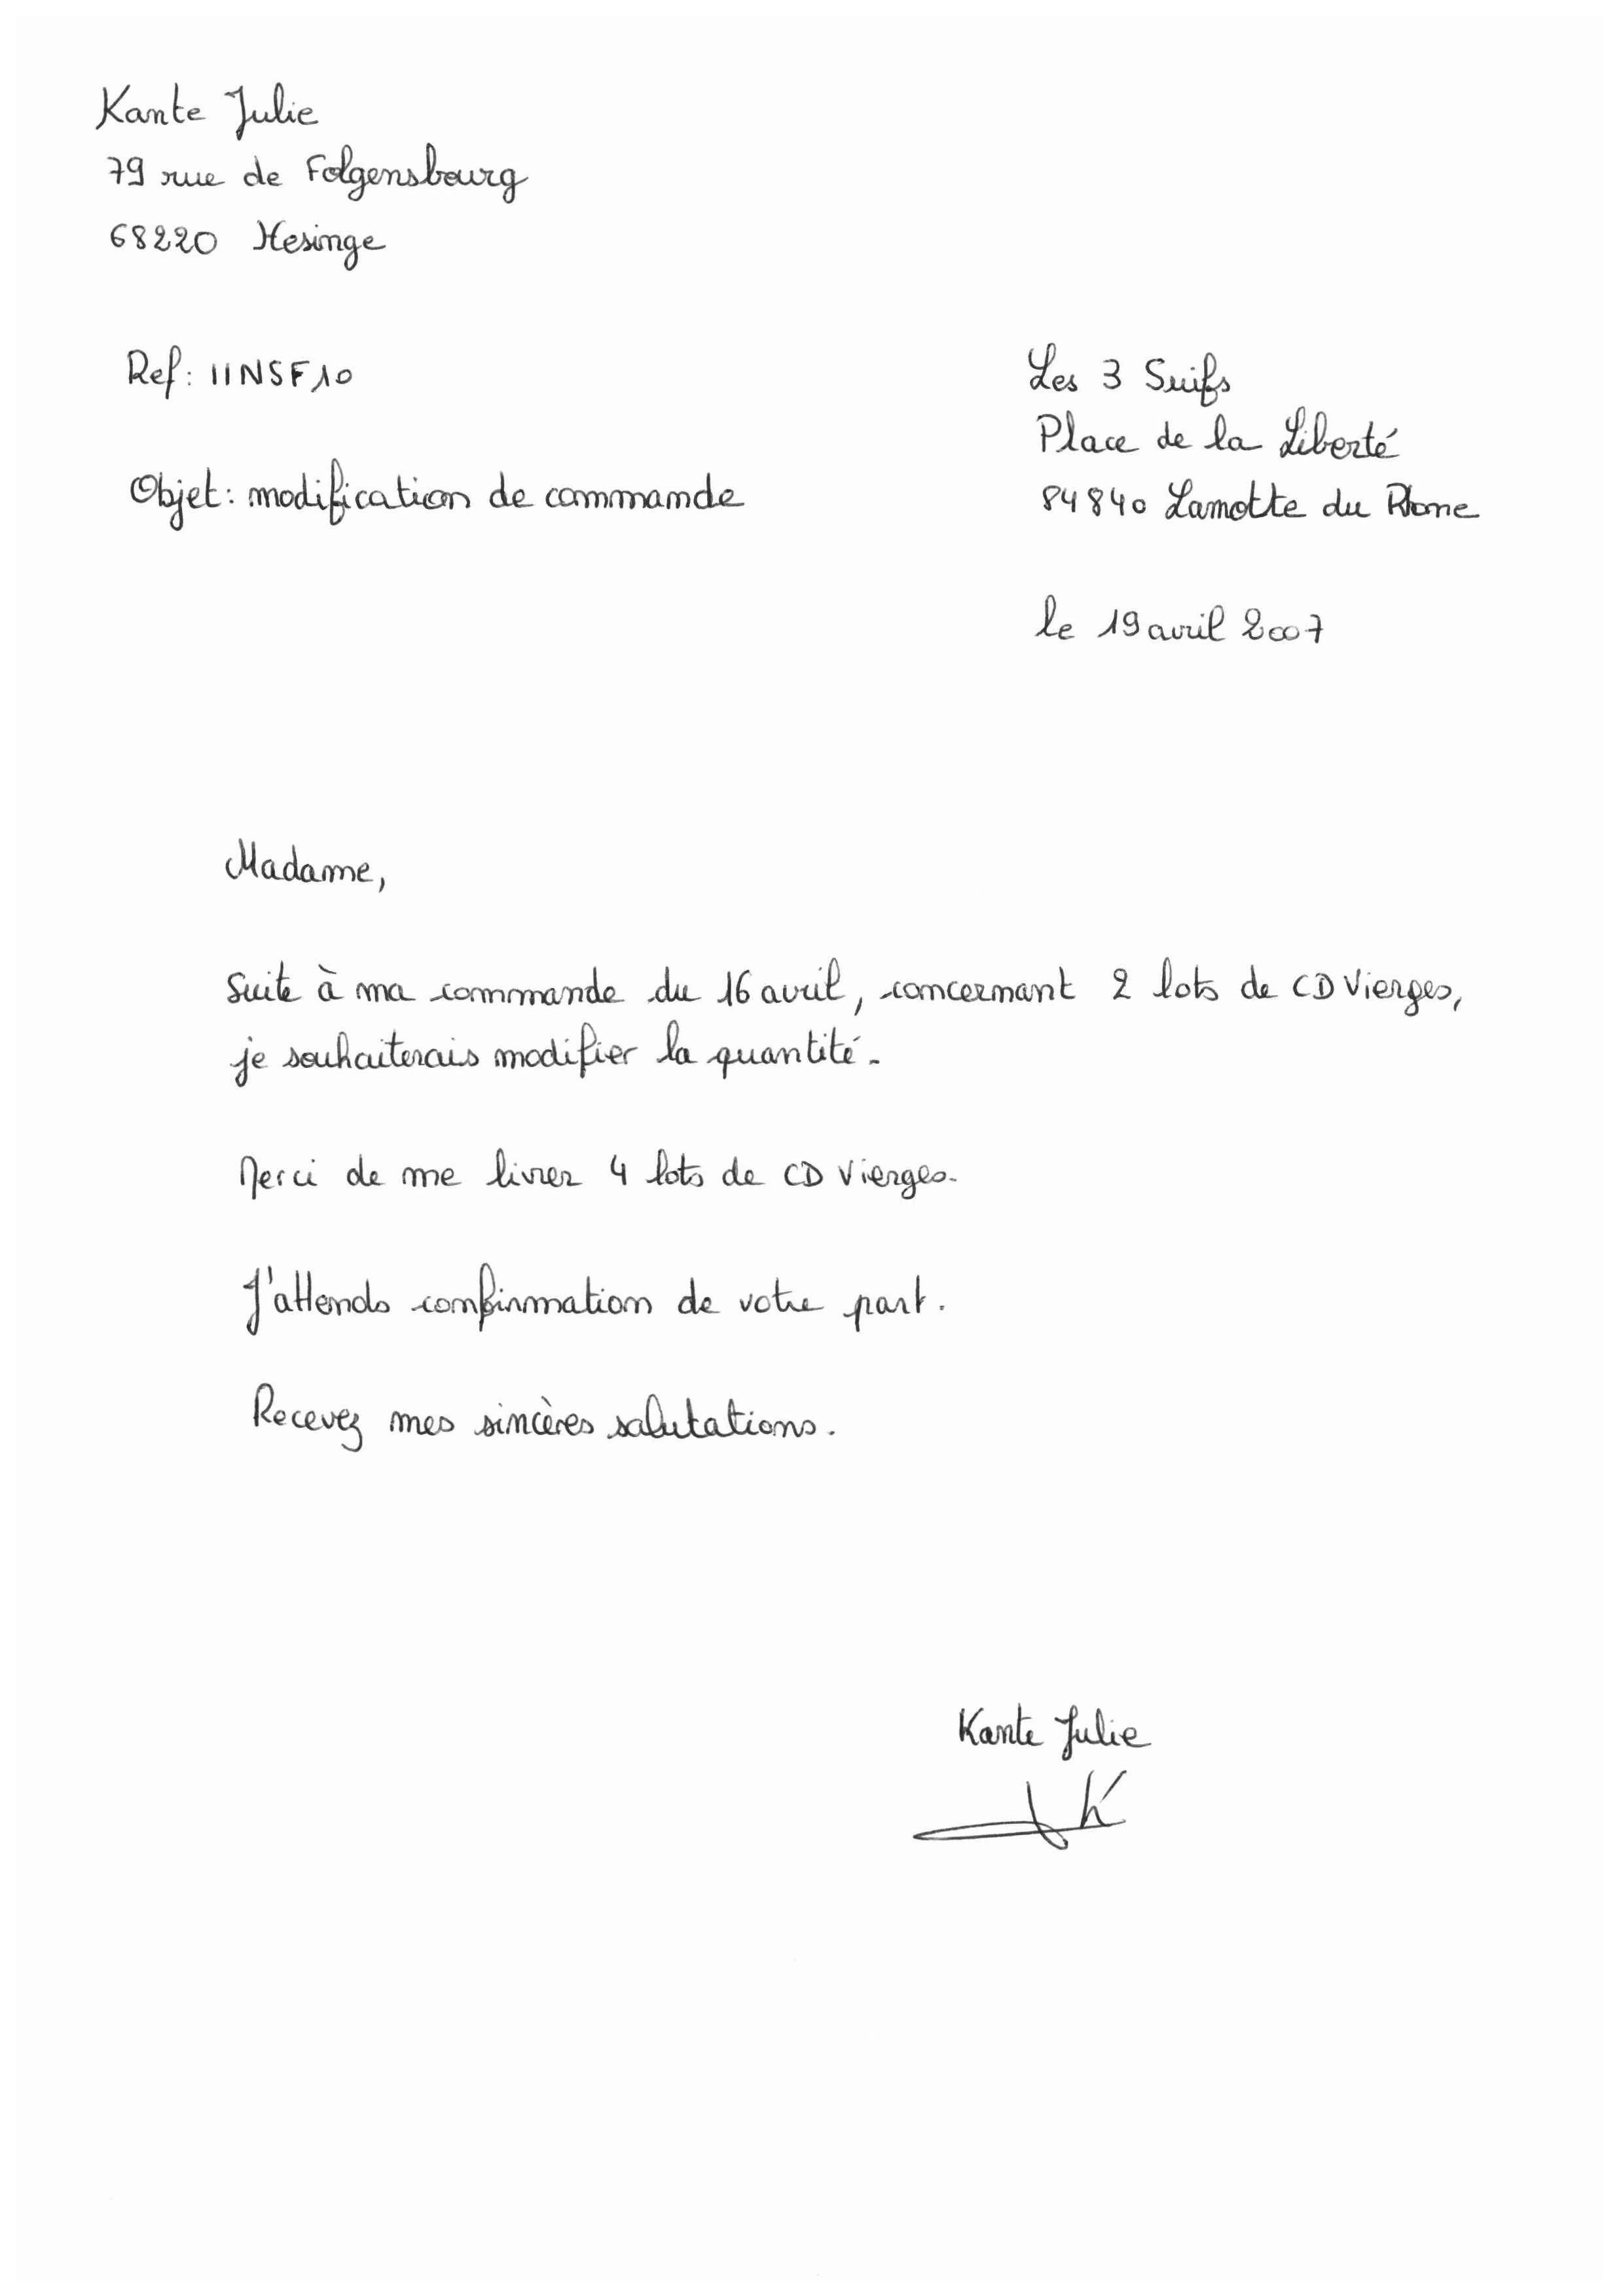 Kante Julie
79 rue de Folgensbourg
68220 Hesinge
Ref: IINSF10
Objet: modification de commande
Les 3 Suifs
Place de la Liberté
84840 Lamotte du Rhone
le 19 avril 2007
Madame,
Suite à ma commande du 16 avril, concernant 2 lots de CD Vierges,
je souhaiterais modifier la quantité.
Merci de me livrer 4 lots de CD Vierges.
J'attends confirmation de votre part.
Recevez mes sincères salutations.
Kante Julie
JK